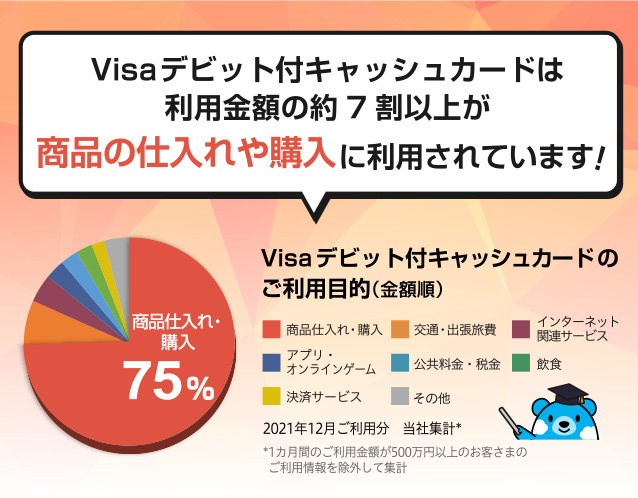 Visaデビット付キャッシュカードは
利用金額の約7割以上が
商品の仕入れや購入に利用されています!
商品仕入れ・
購入
75%
Visaデビット付キャッシュカードの
ご利用目的(金額順)
商品仕入れ・購入
交通・出張旅費
インターネット
関連サービス
アプリ・
オンラインゲーム
公共料金・税金
飲食
決済サービス
その他
2021年12月ご利用分 当社集計*
*1カ月間のご利用金額が500万円以上のお客さまの
ご利用情報を除外して集計